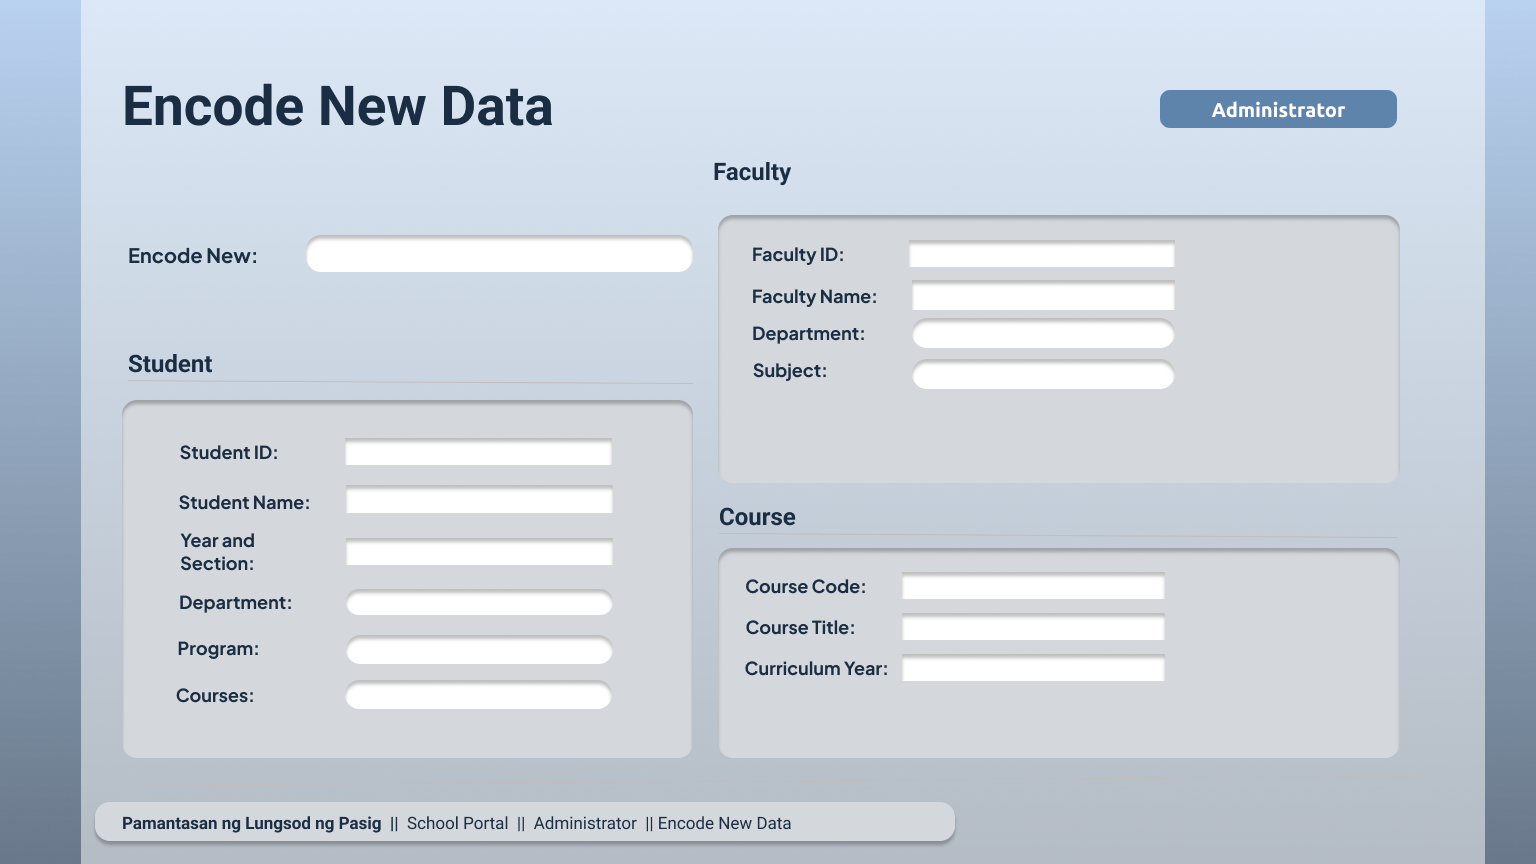 Encode New Data
Administrator
Encode New:
Student
Student ID:
Student Name:
Year and
Section:
Department:
Program:
Courses:
Faculty
Faculty ID:
Faculty Name:
Department:
Subject:
Course
Course Code:
Course Title:
Curriculum Year:
Pamantasan ng Lungsod ng Pasig || School Portal || Administrator || Encode New Data